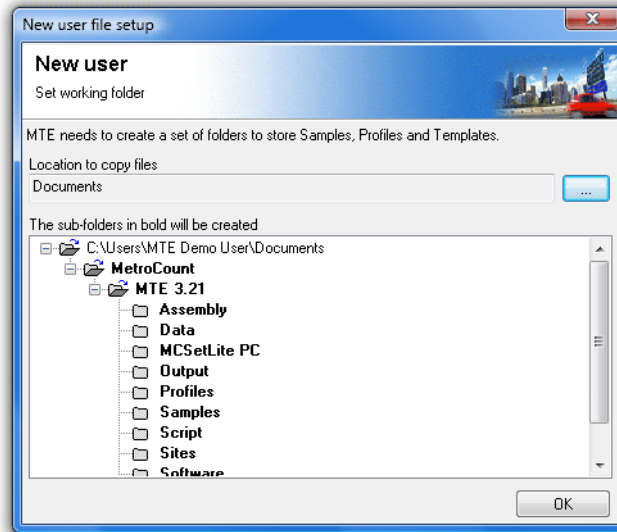 New user file setup
New user
Set working folder
MTE needs to create a set of folders to store Samples, Profiles and Templates.
Location to copy files
Documents
...
The sub-folders in bold will be created
C:\Users\MTE Demo User\Documents
MetroCount
MTE 3.21
Assembly
Data
MCSetLite PC
Output
Profiles
Samples
Script
Sites
Software
OK